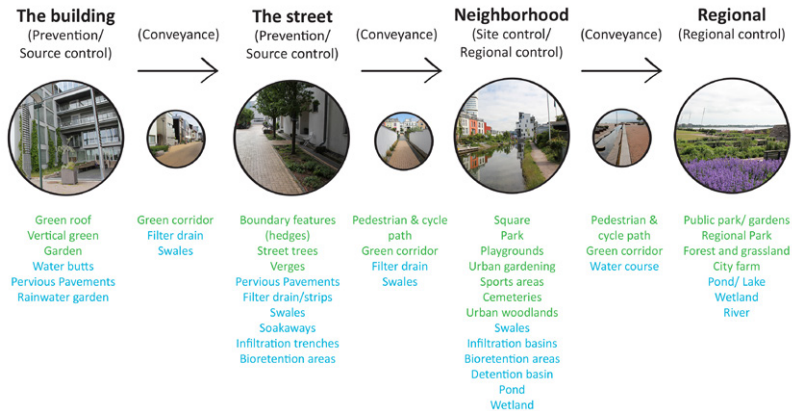 The building
(Prevention/
Source control)
(Conveyance)
The street
(Prevention/
Source control)
(Conveyance)
Neighborhood
(Site control/
Regional control)
(Conveyance)
Regional
(Regional control)
Green roof
Vertical green
Garden
Water butts
Pervious Pavements
Rainwater garden
Green corridor
Filter drain
Swales
Boundary features
(hedges)
Street trees
Verges
Pervious Pavements
Filter drain/strips
Swales
Soakaways
Infiltration trenches
Bioretention areas
Pedestrian & cycle
path
Green corridor
Filter drain
Swales
Square
Park
Playgrounds
Urban gardening
Sports areas
Cemeteries
Urban woodlands
Swales
Infiltration basins
Bioretention areas
Detention basin
Pond
Wetland
Pedestrian &
cycle path
Green corridor
Water course
Public park/ gardens
Regional Park
Forest and grassland
City farm
Pond/ Lake
Wetland
River